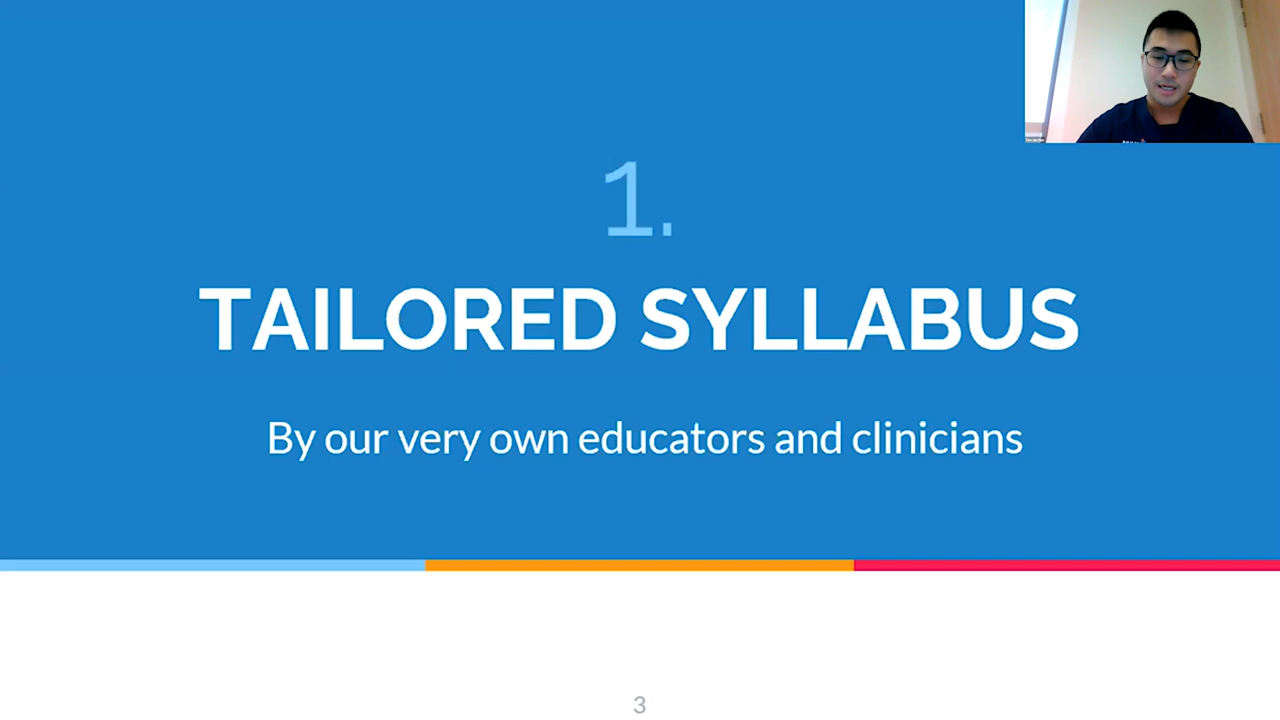 1.
TAILORED SYLLABUS
By our very own educators and clinicians
3